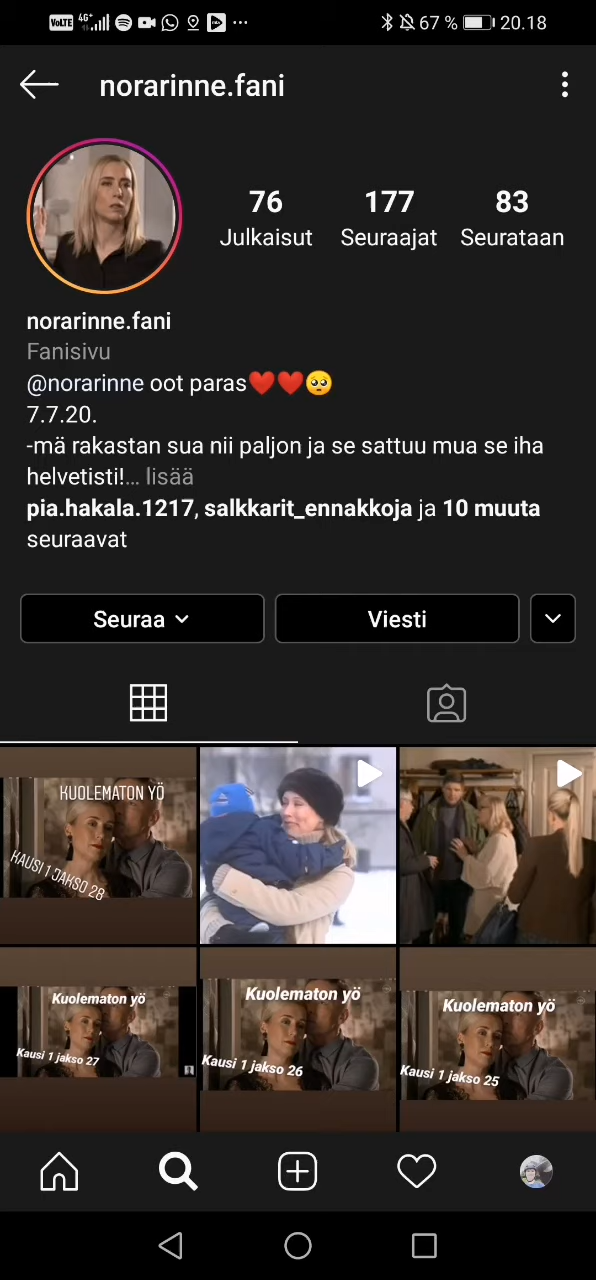 VoLTE 4G+ ... 67 % 20.18
norarinne.fani
76 177 83
Julkaisut Seuraajat Seurataan
norarinne.fani
Fanisivu
@norarinne oot paras❤️❤️🥺
7.7.20.
-mä rakastan sua nii paljon ja se sattuu mua se iha
helvetisti!... lisää
pia.hakala.1217, salkkarit_ennakkoja ja 10 muuta
seuraavat
Seuraa Viesti
KUOLEMATON YÖ
KAUSI 1 JAKSO 28
Kuolematon yö
Kausi 1 jakso 27
Kuolematon yö
Kausi 1 jakso 26
Kuolematon yö
Kausi 1 jakso 25